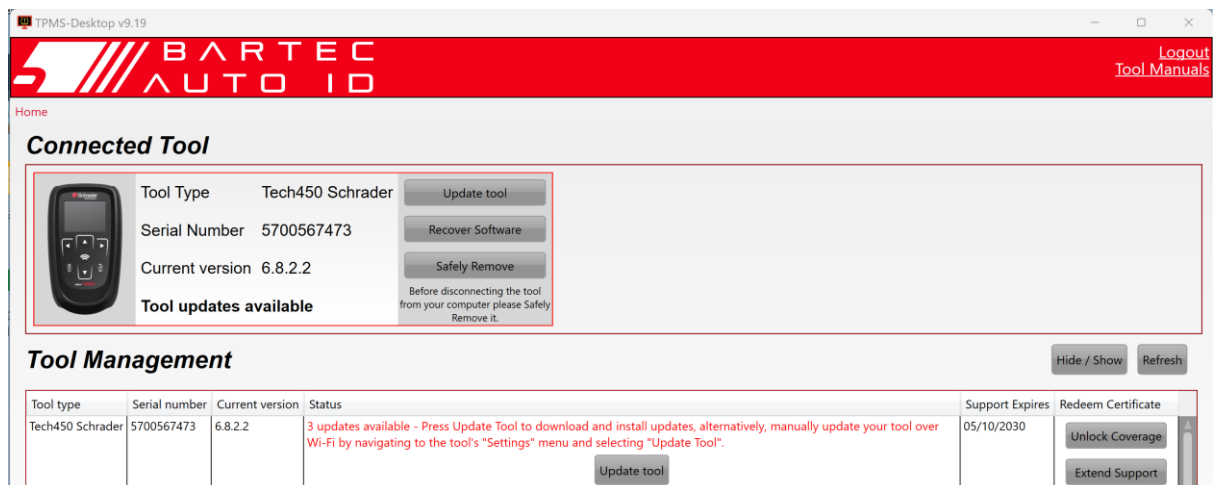 TPMS-Desktop v9.19
BARTEC
AUTO ID
Logout
Tool Manuals
Home
Connected Tool
Schrader
Tool Type Tech450 Schrader
Update tool
Serial Number 5700567473
Recover Software
Current version 6.8.2.2
Safely Remove
Tool updates available
Before disconnecting the tool
from your computer please Safely
Remove it.
Tool Management
Hide / Show Refresh
Tool type Serial number Current version Status Support Expires Redeem Certificate
Tech450 Schrader 5700567473 6.8.2.2 3 updates available - Press Update Tool to download and install updates, alternatively, manually update your tool over 05/10/2030
Wi-Fi by navigating to the tool's "Settings" menu and selecting "Update Tool".
Unlock Coverage
Update tool
Extend Support